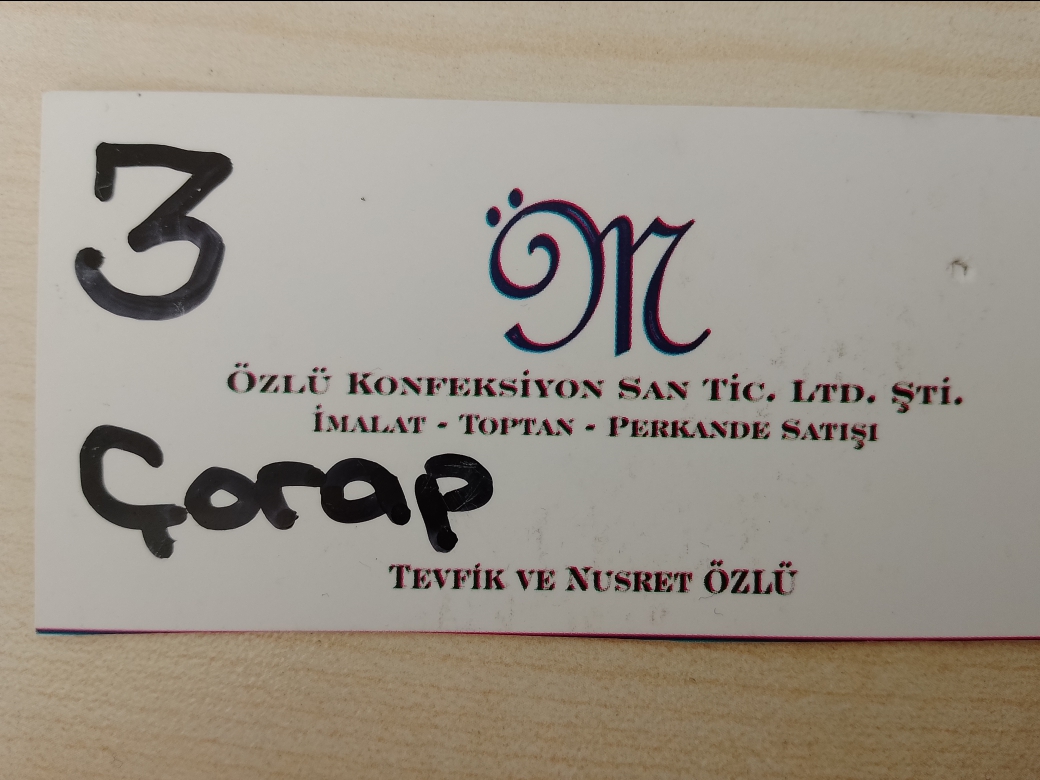 3
ÖM
ÖZLÜ KONFEKSİYON SAN TİC. LTD. ŞTİ.
İMALAT - TOPTAN - PERKANDE SATIŞI
Çorap
TEVFİK VE NUSRET ÖZLÜ